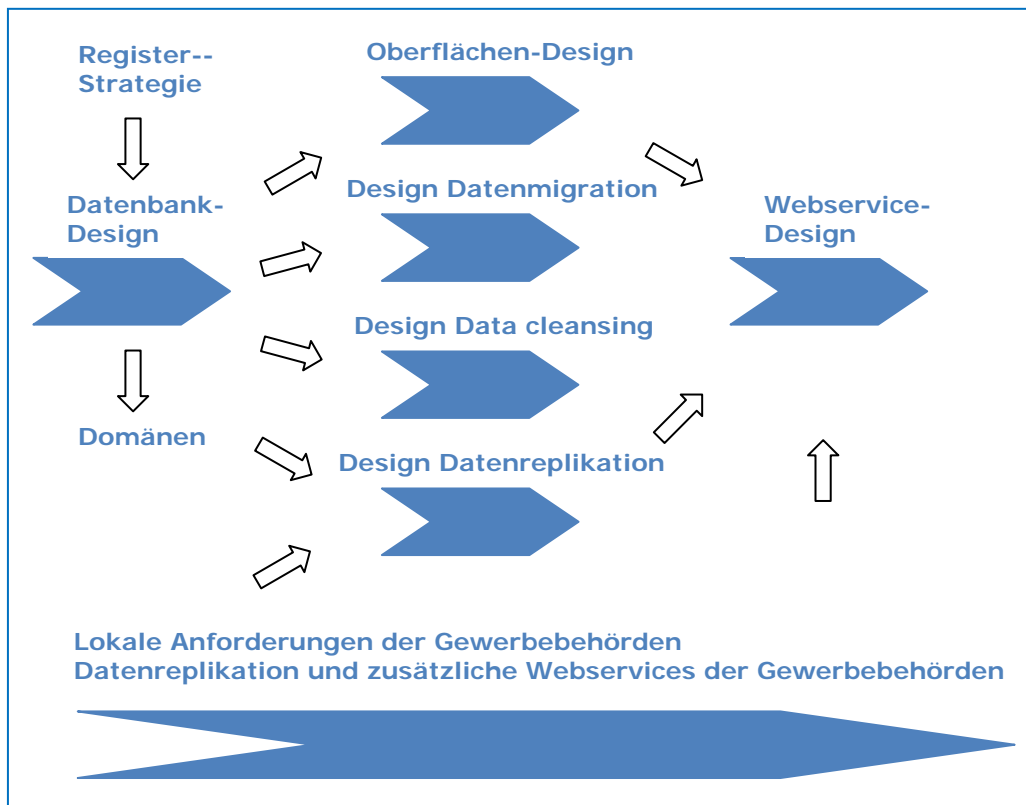 Register--
Strategie
Oberflächen-Design
Datenbank-
Design
Design Datenmigration
Webservice-
Design
Design Data cleansing
Domänen
Design Datenreplikation
Lokale Anforderungen der Gewerbebehörden
Datenreplikation und zusätzliche Webservices der Gewerbebehörden